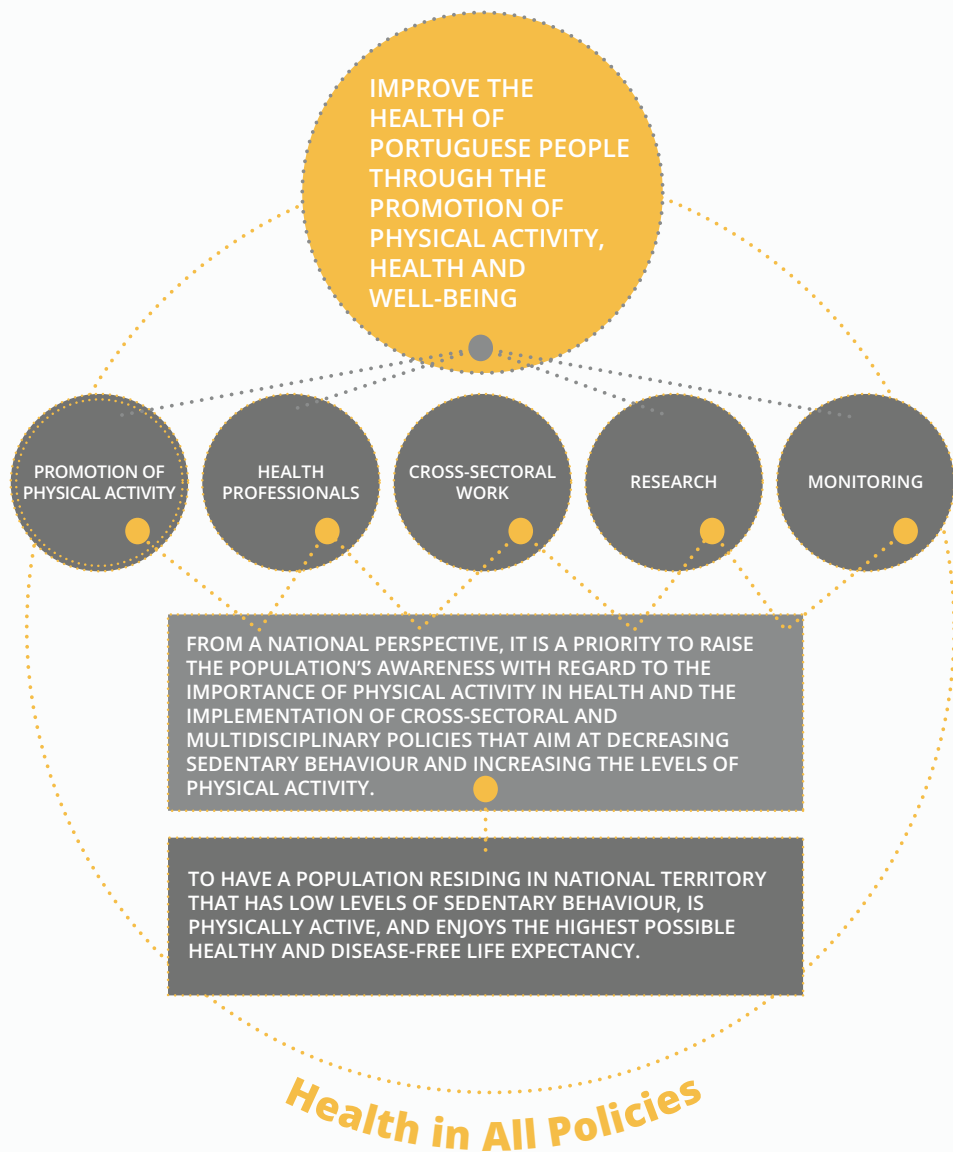 IMPROVE THE
HEALTH OF
PORTUGUESE PEOPLE
THROUGH THE
PROMOTION OF
PHYSICAL ACTIVITY,
HEALTH AND
WELL-BEING
PROMOTION OF
PHYSICAL ACTIVITY
HEALTH
PROFESSIONALS
CROSS-SECTORAL
WORK
RESEARCH
MONITORING
FROM A NATIONAL PERSPECTIVE, IT IS A PRIORITY TO RAISE
THE POPULATION’S AWARENESS WITH REGARD TO THE
IMPORTANCE OF PHYSICAL ACTIVITY IN HEALTH AND THE
IMPLEMENTATION OF CROSS-SECTORAL AND
MULTIDISCIPLINARY POLICIES THAT AIM AT DECREASING
SEDENTARY BEHAVIOUR AND INCREASING THE LEVELS OF
PHYSICAL ACTIVITY.
TO HAVE A POPULATION RESIDING IN NATIONAL TERRITORY
THAT HAS LOW LEVELS OF SEDENTARY BEHAVIOUR, IS
PHYSICALLY ACTIVE, AND ENJOYS THE HIGHEST POSSIBLE
HEALTHY AND DISEASE-FREE LIFE EXPECTANCY.
Health in All Policies